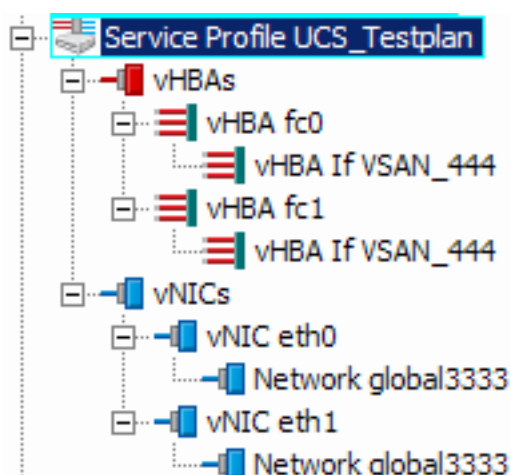 Service Profile UCS_Testplan
vHBAs
vHBA fc0
vHBA If VSAN_444
vHBA fc1
vHBA If VSAN_444
vNICs
vNIC eth0
Network global3333
vNIC eth1
Network global3333